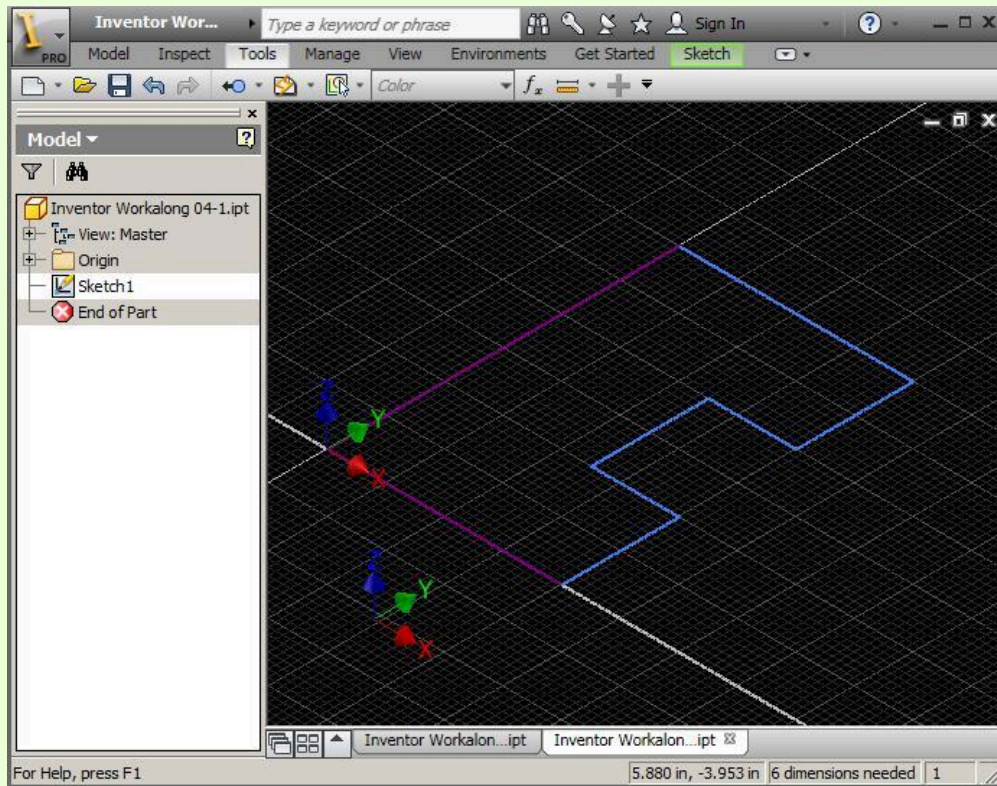 Inventor Wor...
Type a keyword or phrase
Sign In
?
PRO
Model Inspect Tools Manage View Environments Get Started Sketch
Color
fx
Model
?
Inventor Workalong 04-1.ipt
View: Master
Origin
Sketch1
End of Part
Z
Y
X
Z
Y
X
Inventor Workalon...ipt
Inventor Workalon...ipt
For Help, press F1
5.880 in, -3.953 in
6 dimensions needed
1